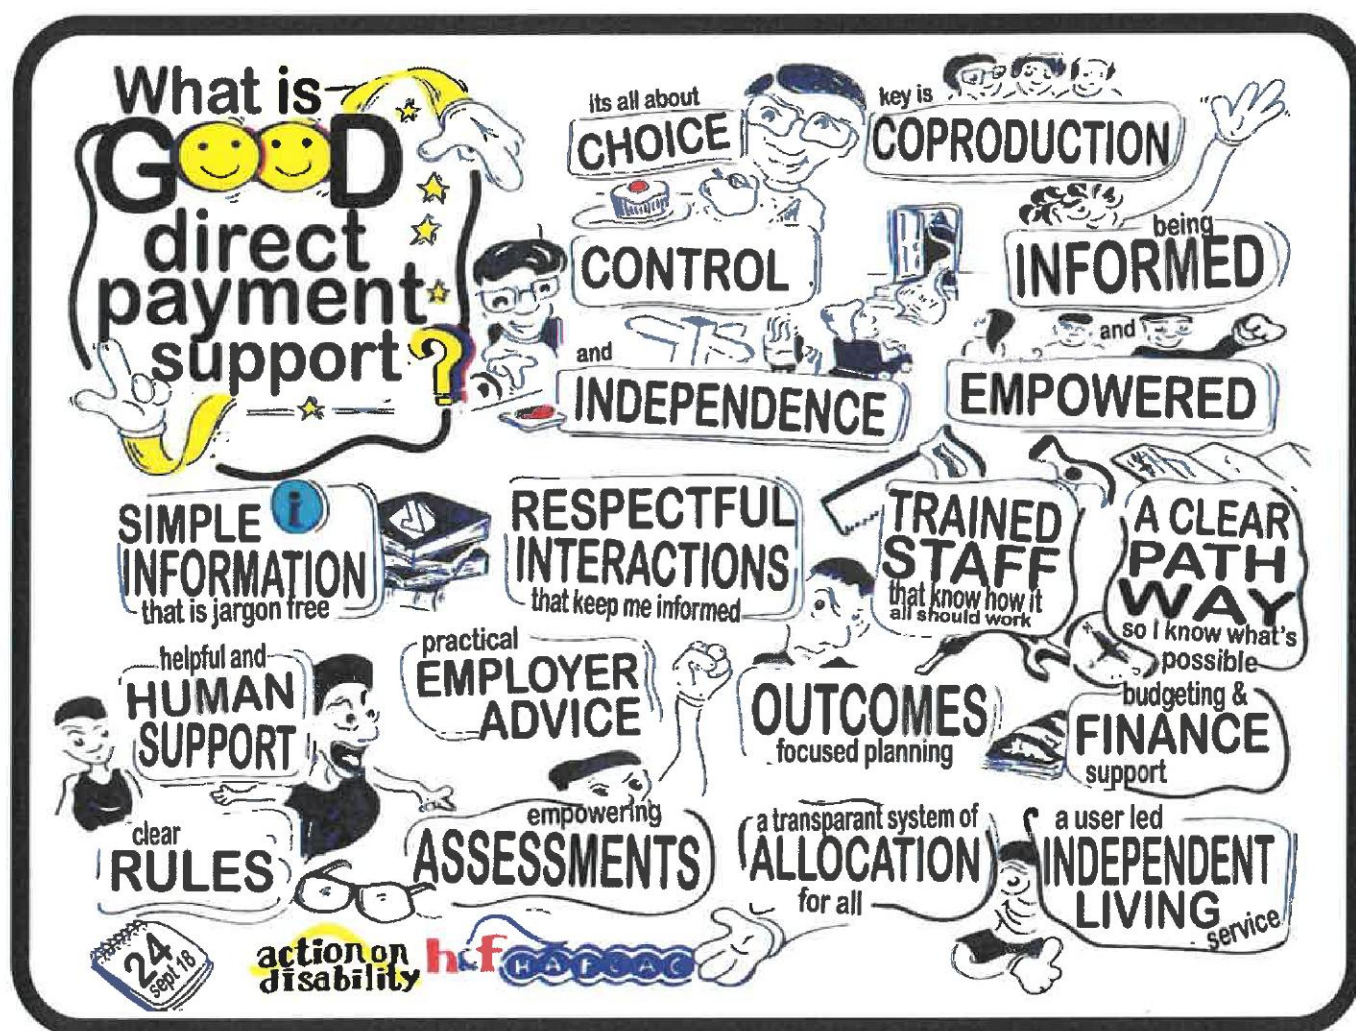 What is
GOOD
direct
payment
support
?
its all about
CHOICE
CONTROL
and
INDEPENDENCE
key is
COPRODUCTION
being
INFORMED
and
EMPOWERED
SIMPLE i
INFORMATION
that is jargon free
RESPECTFUL
INTERACTIONS
that keep me informed
TRAINED
STAFF
that know how it
all should work
A CLEAR
PATH
WAY
so I know what's
possible
helpful and
HUMAN
SUPPORT
practical
EMPLOYER
ADVICE
OUTCOMES
focused planning
budgeting &
FINANCE
support
clear
RULES
empowering
ASSESSMENTS
a transparant system of
ALLOCATION
for all
a user led
INDEPENDENT
LIVING
service
24
sept 18
action on
disability
h&f
HAFCAC